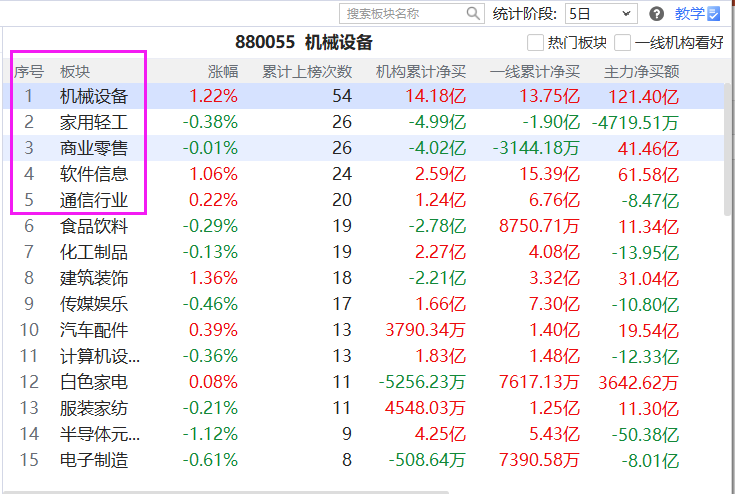 搜索板块名称 统计阶段: 5日 ? 教学
880055 机械设备 热门板块 一线机构看好
序号 板块 涨幅 累计上榜次数 机构累计净买 一线累计净买 主力净买额
1 机械设备 1.22% 54 14.18亿 13.75亿 121.40亿
2 家用轻工 -0.38% 26 -4.99亿 -1.90亿 -4719.51万
3 商业零售 -0.01% 26 -4.02亿 -3144.18万 41.46亿
4 软件信息 1.06% 24 2.59亿 15.39亿 61.58亿
5 通信行业 0.22% 20 1.24亿 6.76亿 -8.47亿
6 食品饮料 -0.29% 19 -2.78亿 8750.71万 11.34亿
7 化工制品 -0.13% 19 2.27亿 4.08亿 -13.95亿
8 建筑装饰 1.36% 18 -2.21亿 3.32亿 31.04亿
9 传媒娱乐 -0.46% 17 1.66亿 7.30亿 -10.80亿
10 汽车配件 0.39% 13 3790.34万 1.40亿 19.54亿
11 计算机设... -0.36% 13 1.83亿 1.48亿 -12.33亿
12 白色家电 0.08% 11 -5256.23万 7617.13万 3642.62万
13 服装家纺 -0.21% 11 4548.03万 1.25亿 11.30亿
14 半导体元... -1.12% 9 4.25亿 5.43亿 -50.38亿
15 电子制造 -0.61% 8 -508.64万 7390.58万 -8.01亿